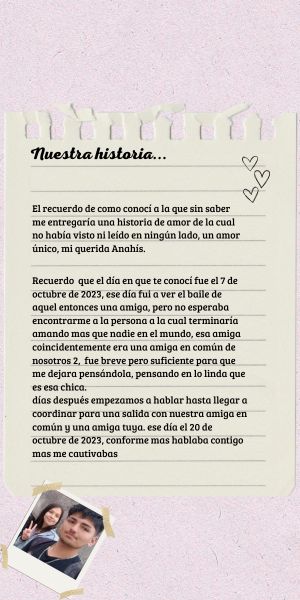 Nuestra historia...
El recuerdo de como conocí a la que sin saber
me entregaría una historia de amor de la cual
no había visto ni leído en ningún lado, un amor
único, mi querida Anahís.
Recuerdo que el día en que te conocí fue el 7 de
octubre de 2023, ese día fui a ver el baile de
aquel entonces una amiga, pero no esperaba
encontrarme a la persona a la cual terminaría
amando mas que nadie en el mundo, esa amiga
coincidentemente era una amiga en común de
nosotros 2, fue breve pero suficiente para que
me dejara pensándola, pensando en lo linda que
es esa chica.
días después empezamos a hablar hasta llegar a
coordinar para una salida con nuestra amiga en
común y una amiga tuya. ese día el 20 de
octubre de 2023, conforme mas hablaba contigo
mas me cautivabas